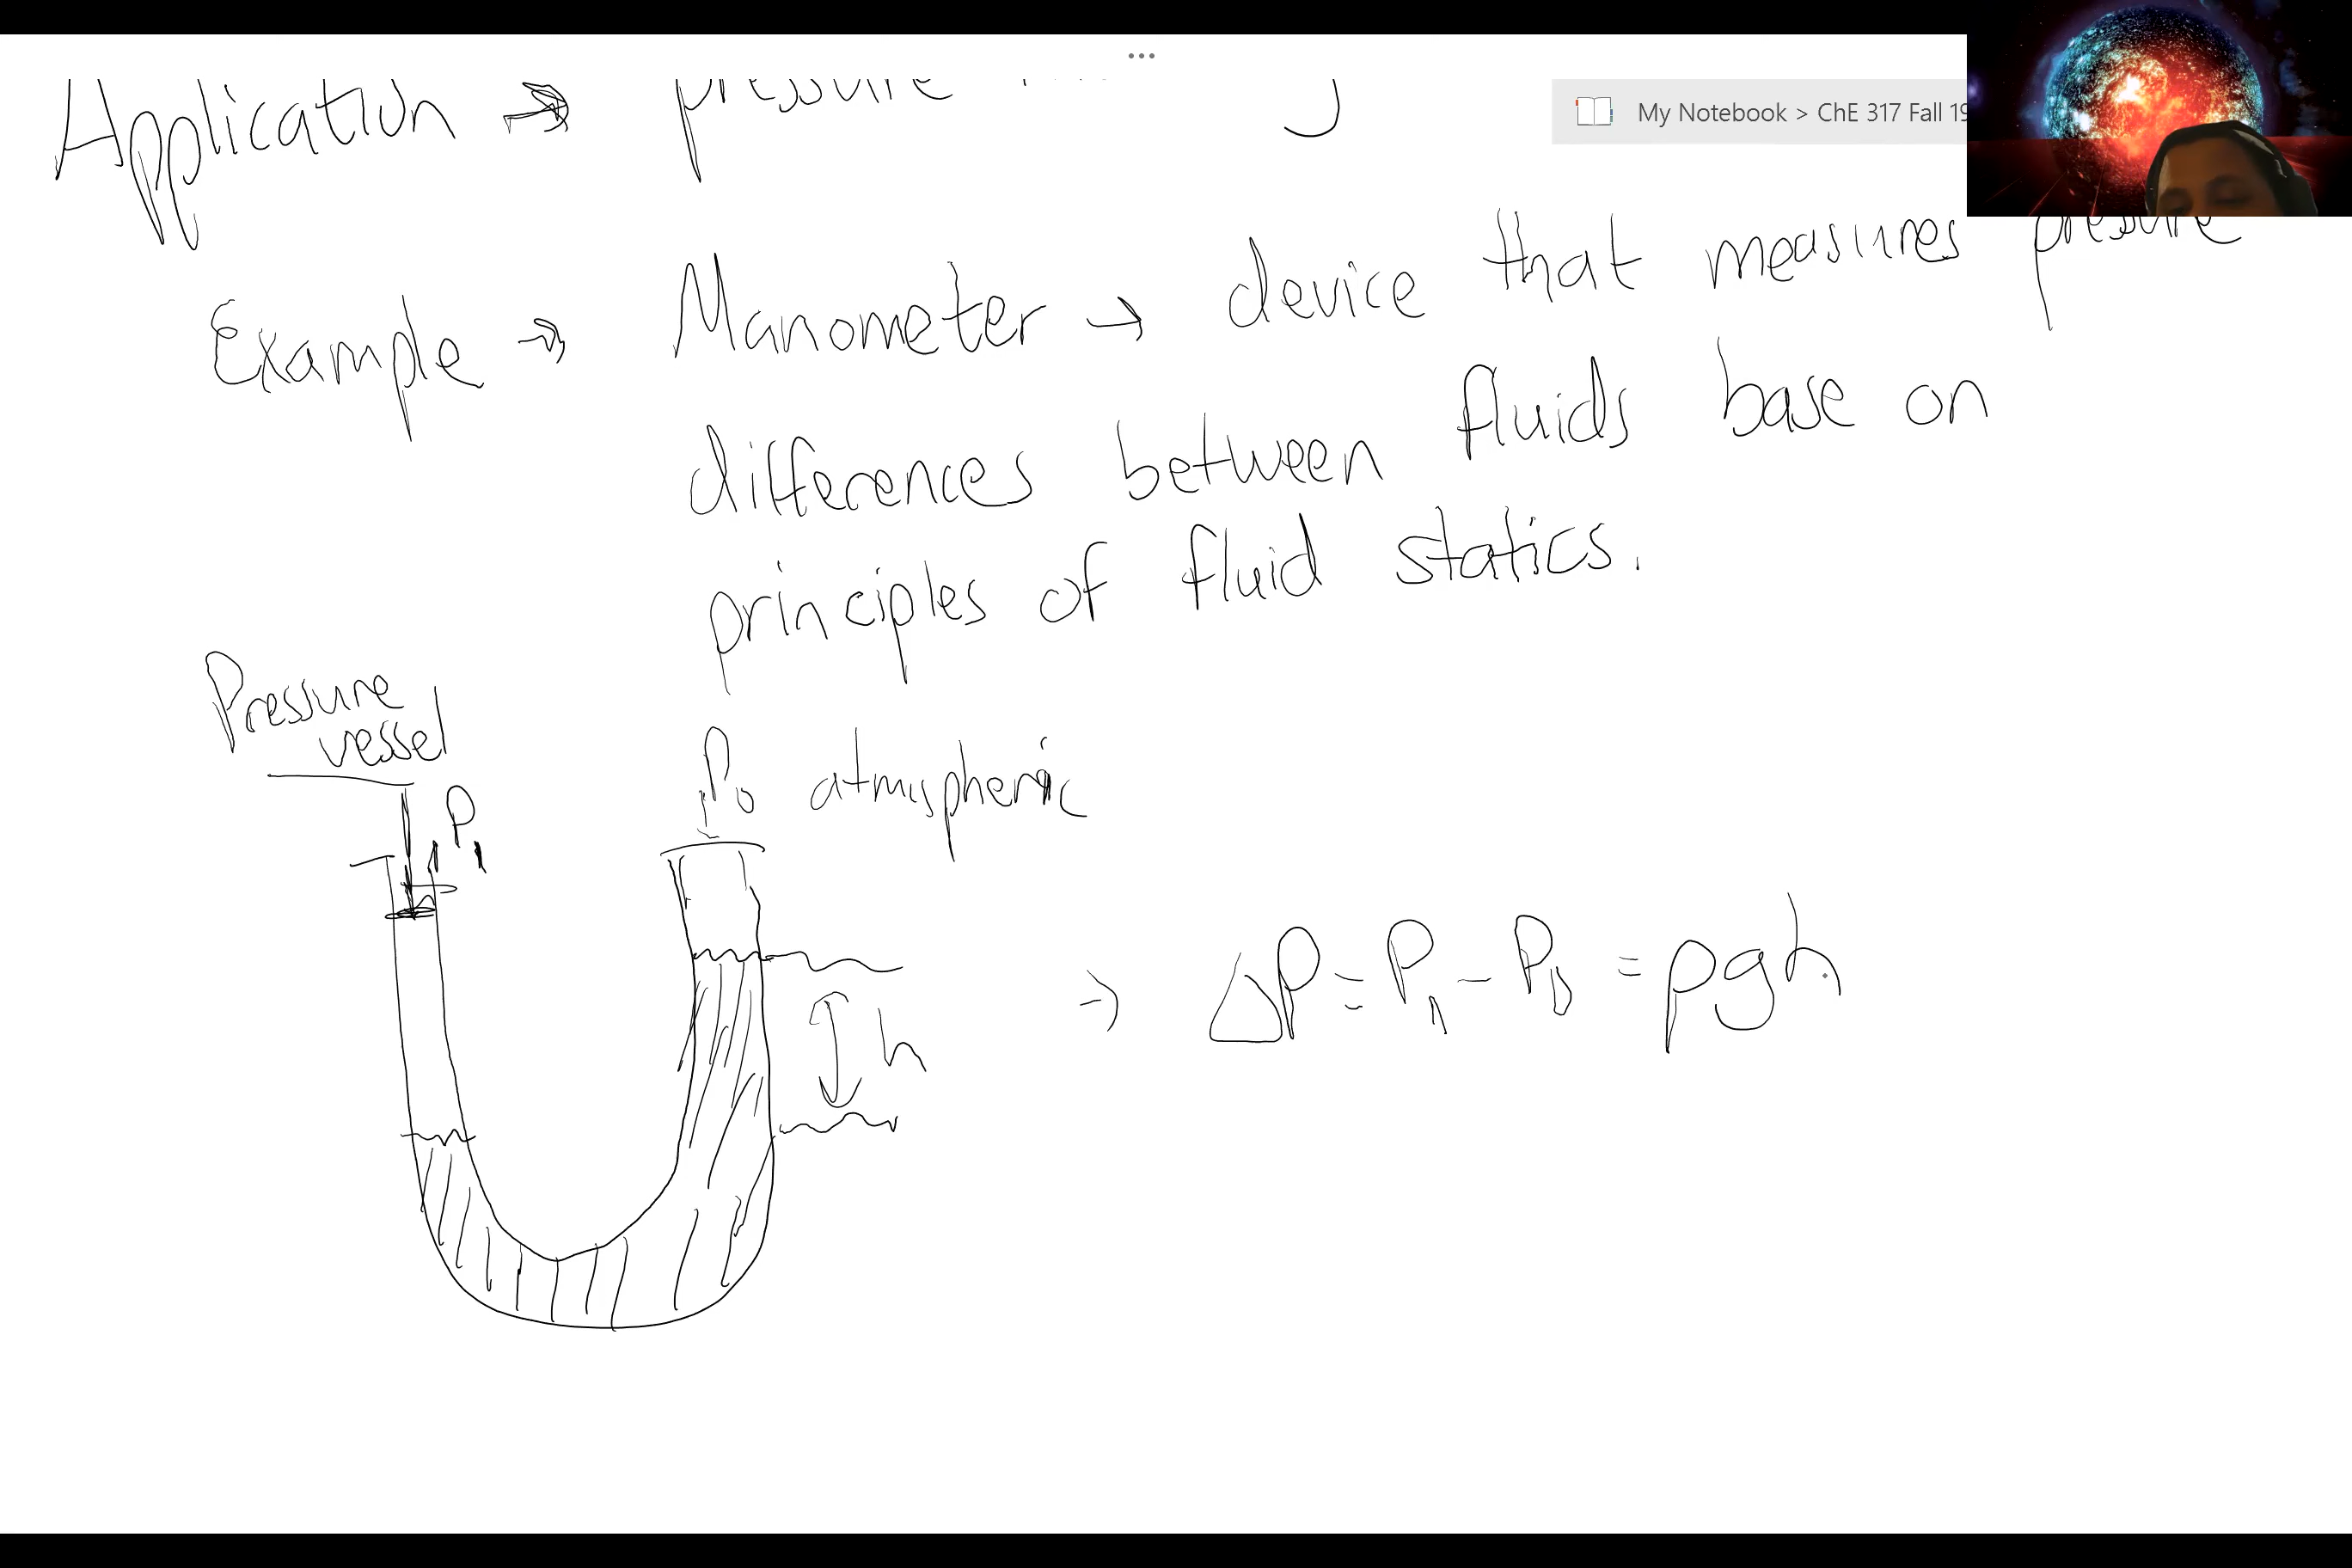 Application → pressure
My Notebook > ChE 317 Fall 19
Example → Manometer → device that measures pressure
differences between fluids base on
principles of fluid statics.
Pressure
vessel
P₁
P₀ atmospheric
h
→ ΔP = P₁ - P₀ = ρgh